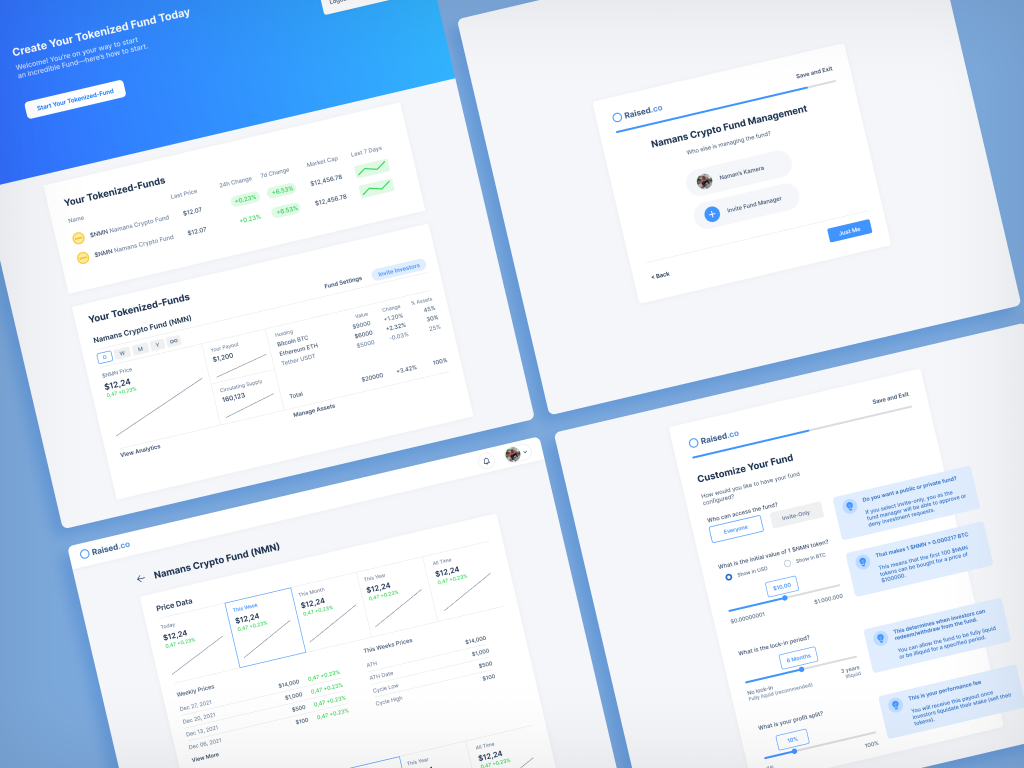 Create Your Tokenized Fund Today
Welcome! You're on your way to start
an Incredible Fund—here's how to start.
Start Your Tokenized-Fund
Your Tokenized-Funds
Name
Last Price
24h Change
7d Change
Market Cap
Last 7 Days
$NMN Namans Crypto Fund
$12.07
+0.23%
+6.53%
$12,456.78
$NMN Namans Crypto Fund
$12.07
+0.23%
+6.53%
$12,456.78
Your Tokenized-Funds
Fund Settings
Invite Investors
Namans Crypto Fund (NMN)
D
W
M
Y
$NMN Price
$12,24
0,47 +0,23%
View Analytics
Your Payout
$1,200
Circulating Supply
160,123
Holding
Value
Change
% Assets
Bitcoin BTC
$9000
+1.20%
45%
Ethereum ETH
$6000
+2.32%
30%
Tether USDT
$5000
-0.03%
25%
Total
$20000
+3.42%
100%
Manage Assets
Raised.co
Save and Exit
Namans Crypto Fund Management
Who else is managing the fund?
Naman's Kamera
Invite Fund Manager
Just Me
< Back
Raised.co
Namans Crypto Fund (NMN)
Price Data
Today
$12,24
0,47 +0,23%
This Week
$12,24
0,47 +0,23%
This Month
$12,24
0,47 +0,23%
This Year
$12,24
0,47 +0,23%
All Time
$12,24
0,47 +0,23%
Weekly Prices
Dec 27, 2021
$14,000
0,47 +0,23%
Dec 20, 2021
$1,000
0,47 +0,23%
Dec 13, 2021
$500
0,47 +0,23%
Dec 06, 2021
$100
0,47 +0,23%
View More
This Weeks Prices
ATH
$14,000
ATH Date
$1,000
Cycle Low
$500
Cycle High
$100
This Year
$12,24
All Time
$12,24
0,47 +0,23%
Raised.co
Save and Exit
Customize Your Fund
How would you like to have your fund
configured?
Who can access the fund?
Everyone
Invite-Only
Do you want a public or private fund?
If you select invite-only, you as the
fund manager will be able to approve or
deny investment requests.
What is the initial value of 1 $NMN token?
Show in USD
Show in BTC
$10,00
$0.00000001
$1.000.000
That makes 1 $NMN = 0.000217 BTC
This means that the first 100 $NMN
tokens can be bought for a price of
$100000.
What is the lock-in period?
6 Months
No lock-in
Fully liquid (recommended)
3 years
Illiquid
This determines when investors can
redeem/withdraw from the fund.
You can allow the fund to be fully liquid
or be illiquid for a specified period.
What is your profit split?
10%
100%
This is your performance fee
You will receive this payout once
investors liquidate their stake (sell their
tokens).